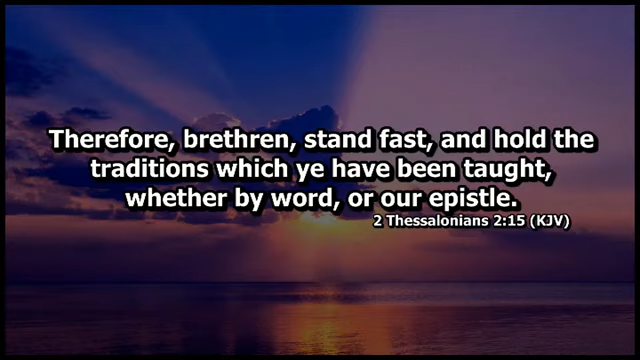 Therefore, brethren, stand fast, and hold the
traditions which ye have been taught,
whether by word, or our epistle.
2 Thessalonians 2:15 (KJV)